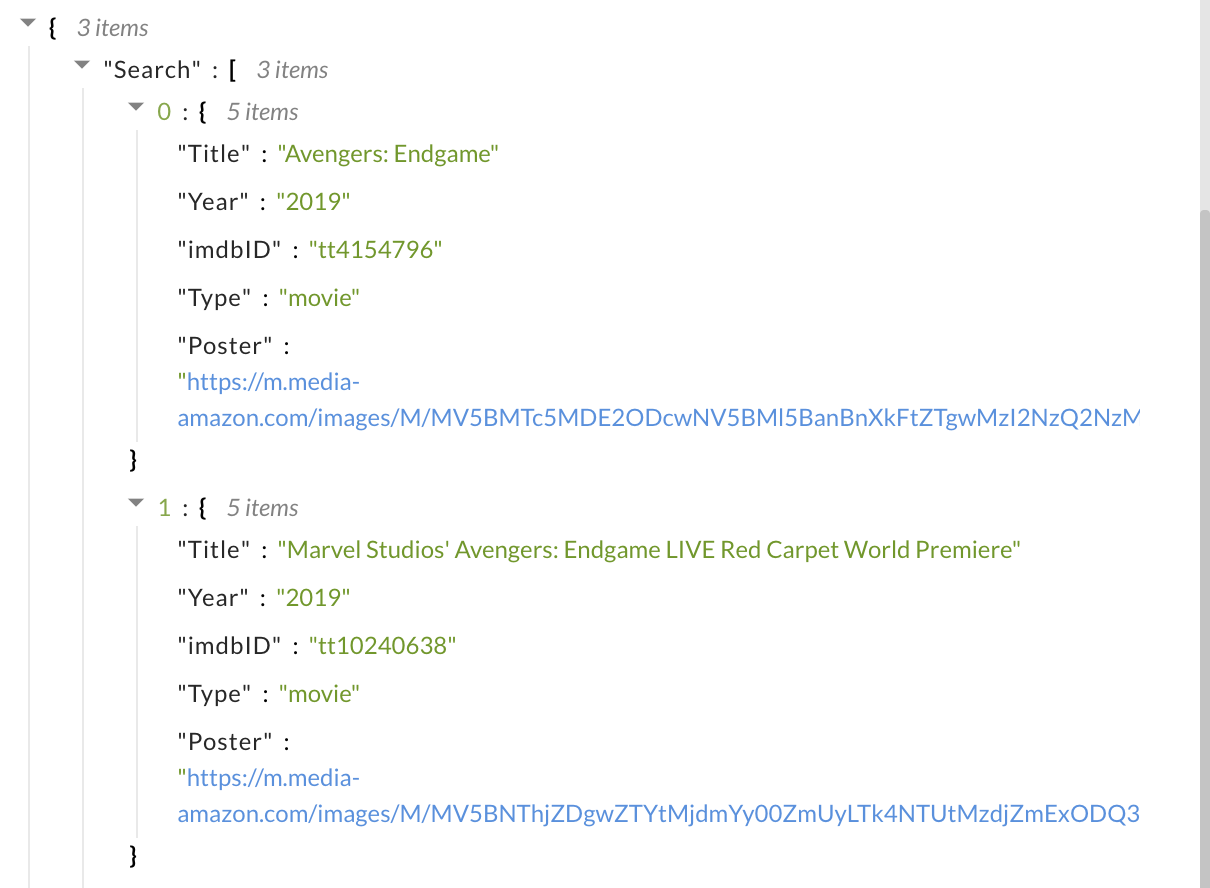 { 3 items
"Search" : [ 3 items
0 : { 5 items
"Title" : "Avengers: Endgame"
"Year" : "2019"
"imdbID" : "tt4154796"
"Type" : "movie"
"Poster" :
"https://m.media-
amazon.com/images/M/MV5BMTc5MDE2ODcwNV5BMl5BanBnXkFtZTgwMzI2NzQ2NzM
}
1 : { 5 items
"Title" : "Marvel Studios' Avengers: Endgame LIVE Red Carpet World Premiere"
"Year" : "2019"
"imdbID" : "tt10240638"
"Type" : "movie"
"Poster" :
"https://m.media-
amazon.com/images/M/MV5BNThjZDgwZTYtMjdmYy00ZmUyLTk4NTUtMzdjZmExODQ3
}